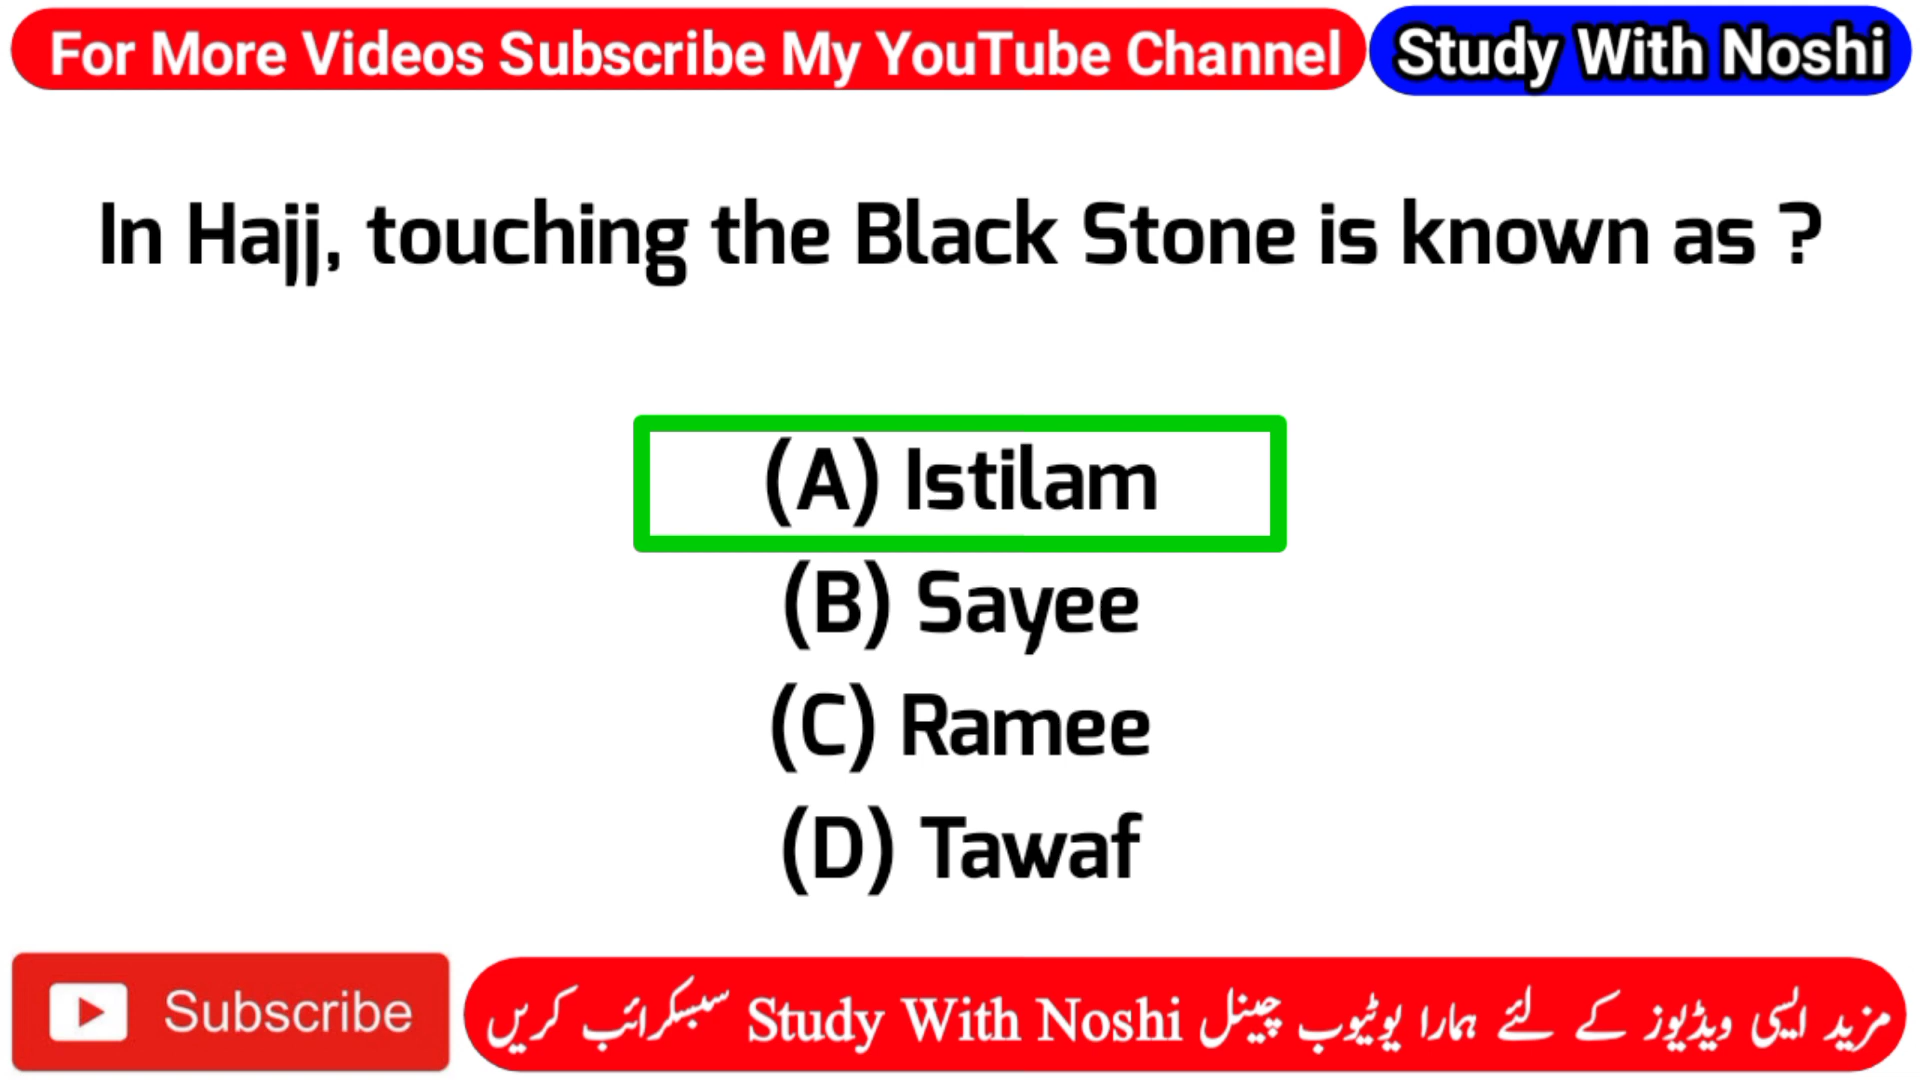 For More Videos Subscribe My YouTube Channel Study With Noshi
In Hajj, touching the Black Stone is known as ?
(A) Istilam
(B) Sayee
(C) Ramee
(D) Tawaf
Subscribe
مزید ایسی ویڈیوز کے لئے ہمارا یوٹیوب چینل Study With Noshi سبسکرائب کریں